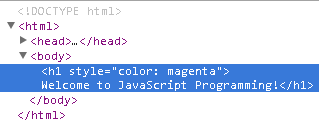 <!DOCTYPE html>
▼<html>
▶<head>…</head>
▼<body>
<h1 style="color: magenta">
Welcome to JavaScript Programming!</h1>
</body>
</html>